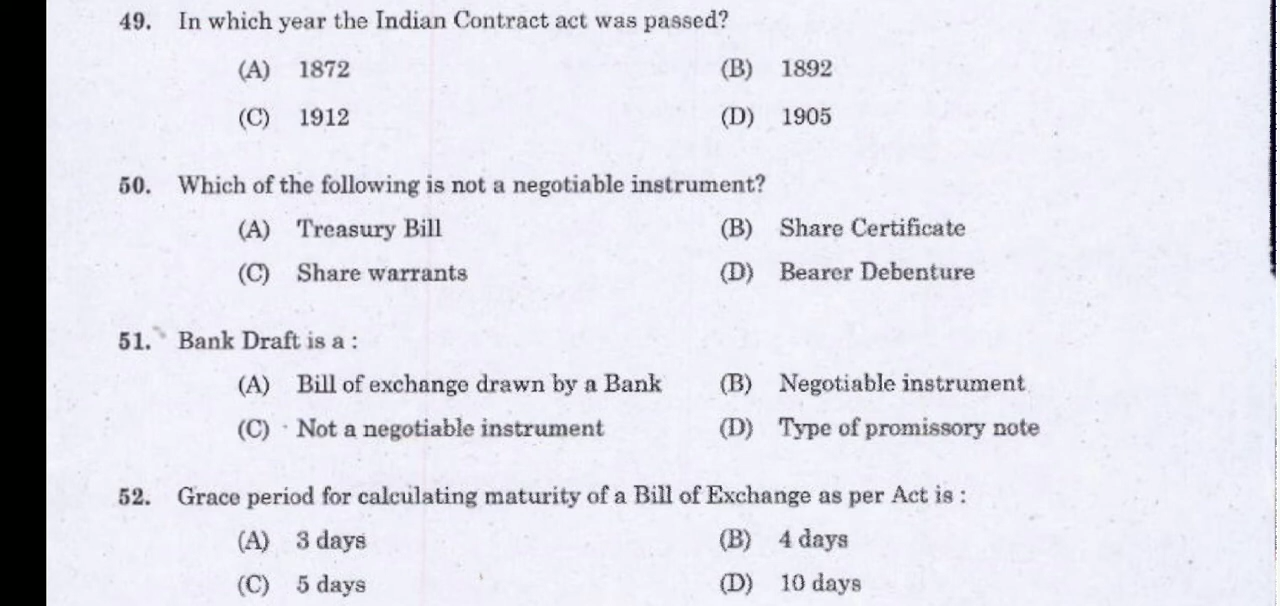 49. In which year the Indian Contract act was passed?
(A) 1872 (B) 1892
(C) 1912 (D) 1905
50. Which of the following is not a negotiable instrument?
(A) Treasury Bill (B) Share Certificate
(C) Share warrants (D) Bearer Debenture
51. Bank Draft is a :
(A) Bill of exchange drawn by a Bank (B) Negotiable instrument
(C) Not a negotiable instrument (D) Type of promissory note
52. Grace period for calculating maturity of a Bill of Exchange as per Act is :
(A) 3 days (B) 4 days
(C) 5 days (D) 10 days